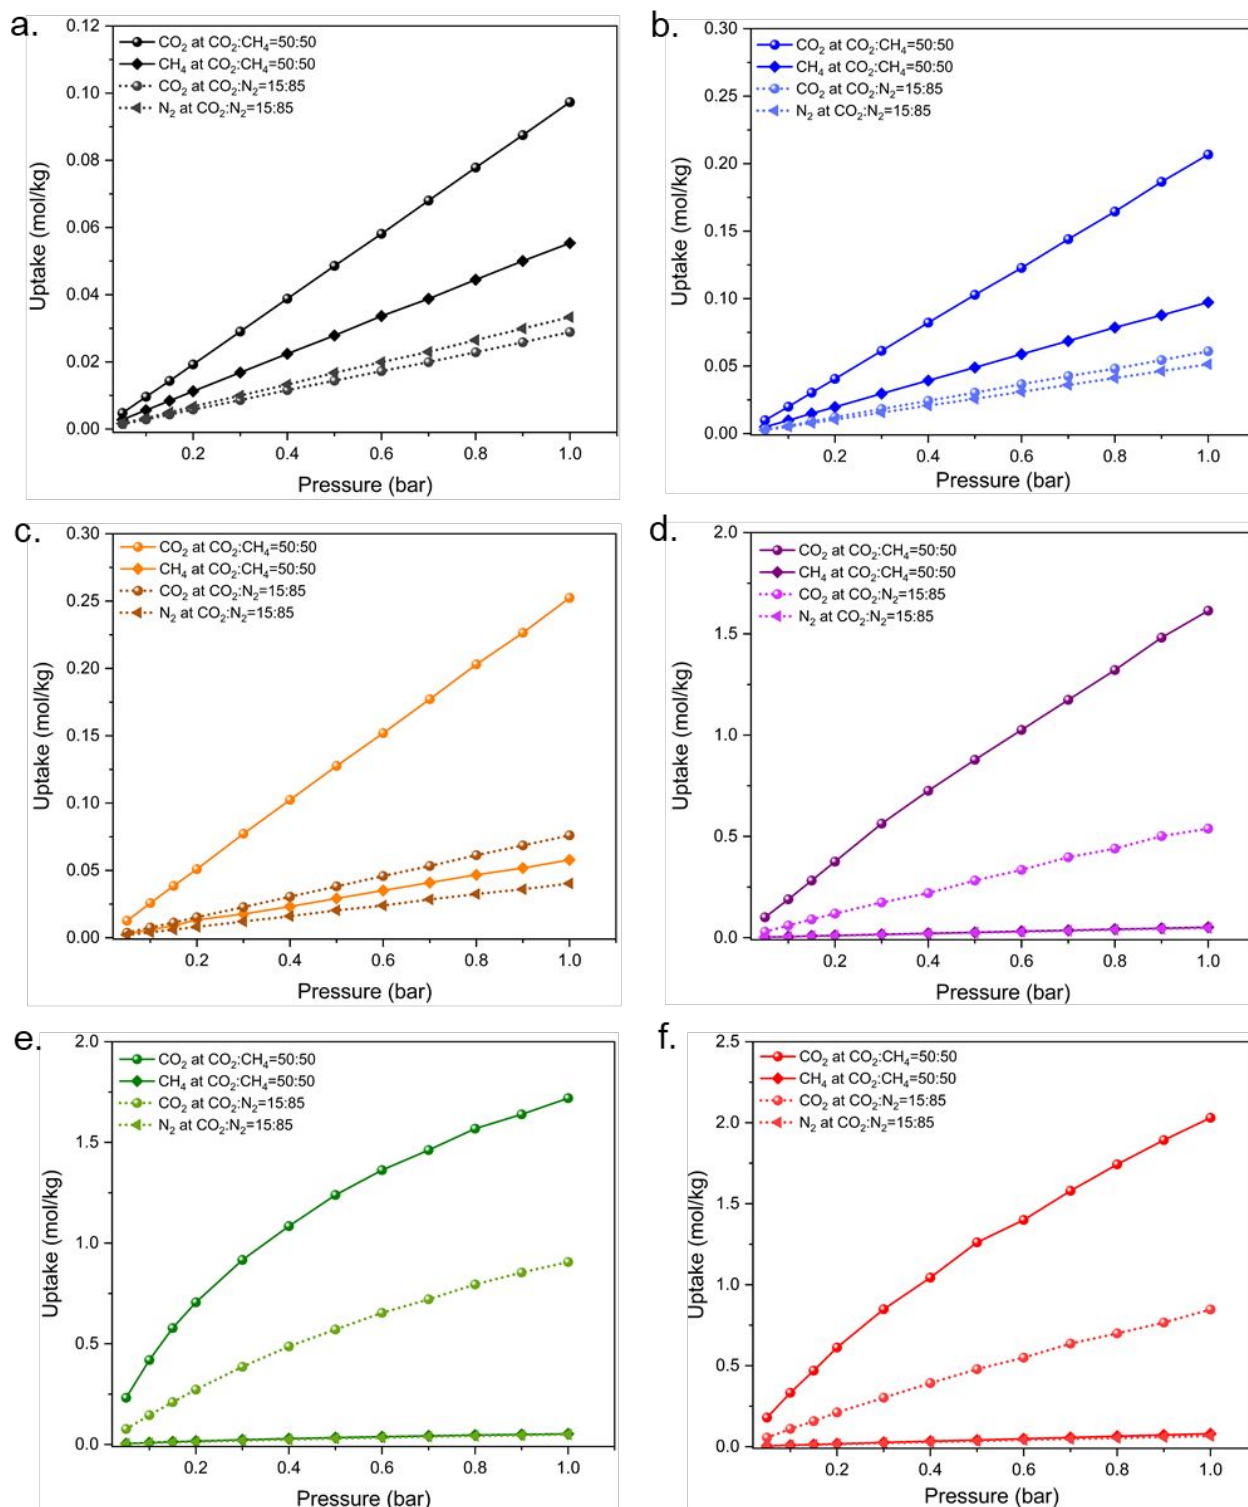 a.
0.12
CO₂ at CO₂:CH₄=50:50
CH₄ at CO₂:CH₄=50:50
CO₂ at CO₂:N₂=15:85
N₂ at CO₂:N₂=15:85
0.10
0.08
0.06
0.04
0.02
0.00
Uptake (mol/kg)
0.2 0.4 0.6 0.8 1.0
Pressure (bar)
b.
0.30
CO₂ at CO₂:CH₄=50:50
CH₄ at CO₂:CH₄=50:50
CO₂ at CO₂:N₂=15:85
N₂ at CO₂:N₂=15:85
0.25
0.20
0.15
0.10
0.05
0.00
Uptake (mol/kg)
0.2 0.4 0.6 0.8 1.0
Pressure (bar)
c.
0.30
CO₂ at CO₂:CH₄=50:50
CH₄ at CO₂:CH₄=50:50
CO₂ at CO₂:N₂=15:85
N₂ at CO₂:N₂=15:85
0.25
0.20
0.15
0.10
0.05
0.00
Uptake (mol/kg)
0.2 0.4 0.6 0.8 1.0
Pressure (bar)
d.
2.0
CO₂ at CO₂:CH₄=50:50
CH₄ at CO₂:CH₄=50:50
CO₂ at CO₂:N₂=15:85
N₂ at CO₂:N₂=15:85
1.5
1.0
0.5
0.0
Uptake (mol/kg)
0.2 0.4 0.6 0.8 1.0
Pressure (bar)
e.
2.0
CO₂ at CO₂:CH₄=50:50
CH₄ at CO₂:CH₄=50:50
CO₂ at CO₂:N₂=15:85
N₂ at CO₂:N₂=15:85
1.5
1.0
0.5
0.0
Uptake (mol/kg)
0.2 0.4 0.6 0.8 1.0
Pressure (bar)
f.
2.5
CO₂ at CO₂:CH₄=50:50
CH₄ at CO₂:CH₄=50:50
CO₂ at CO₂:N₂=15:85
N₂ at CO₂:N₂=15:85
2.0
1.5
1.0
0.5
0.0
Uptake (mol/kg)
0.2 0.4 0.6 0.8 1.0
Pressure (bar)